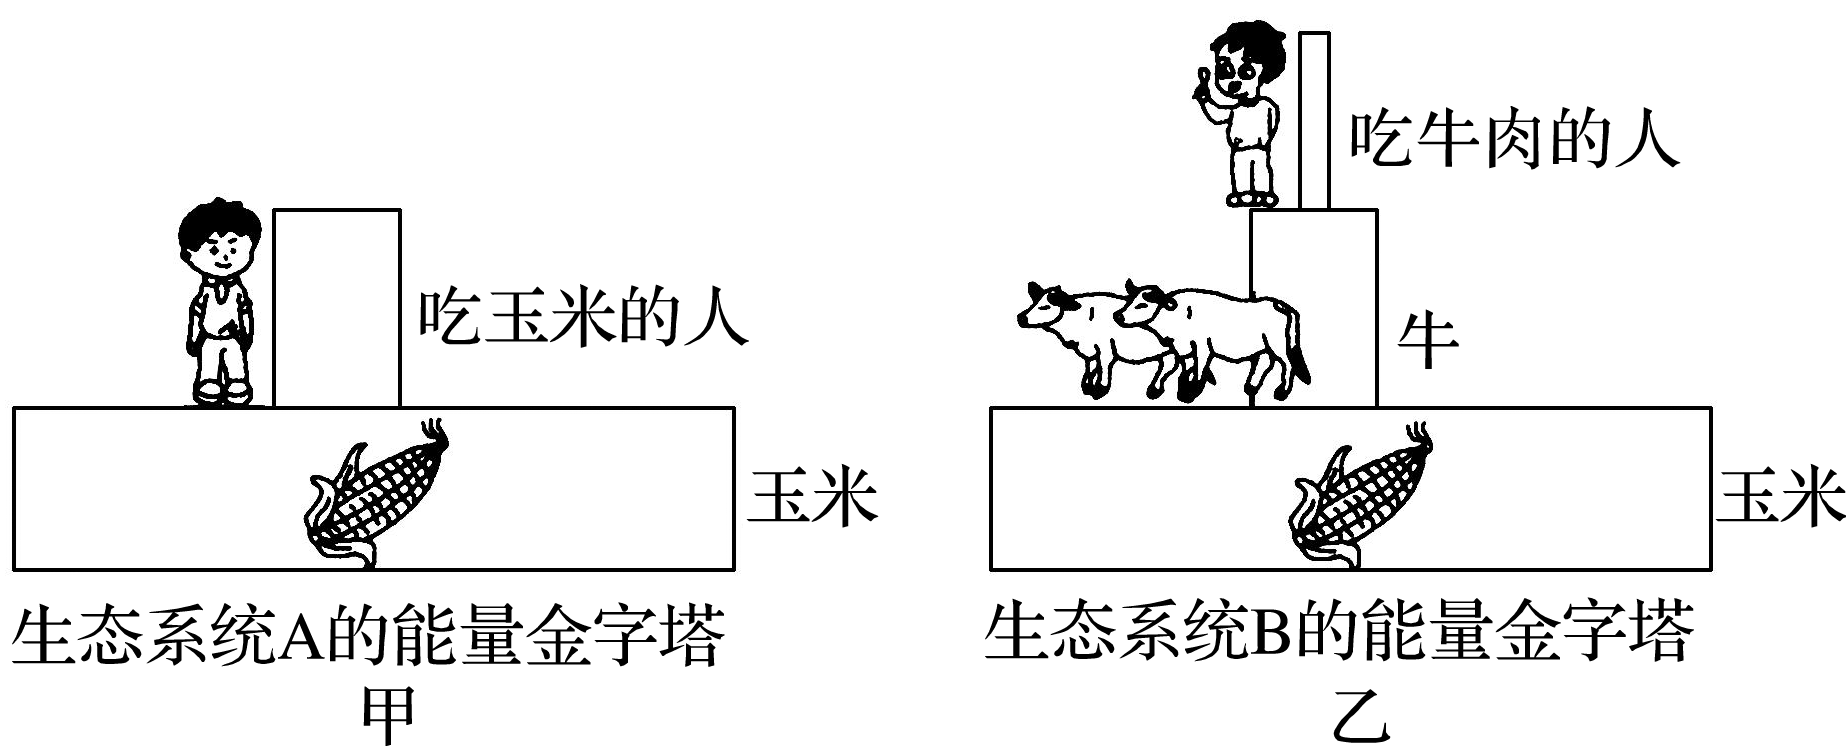 吃玉米的人
玉米
生态系统A的能量金字塔
甲
吃牛肉的人
牛
玉米
生态系统B的能量金字塔
乙